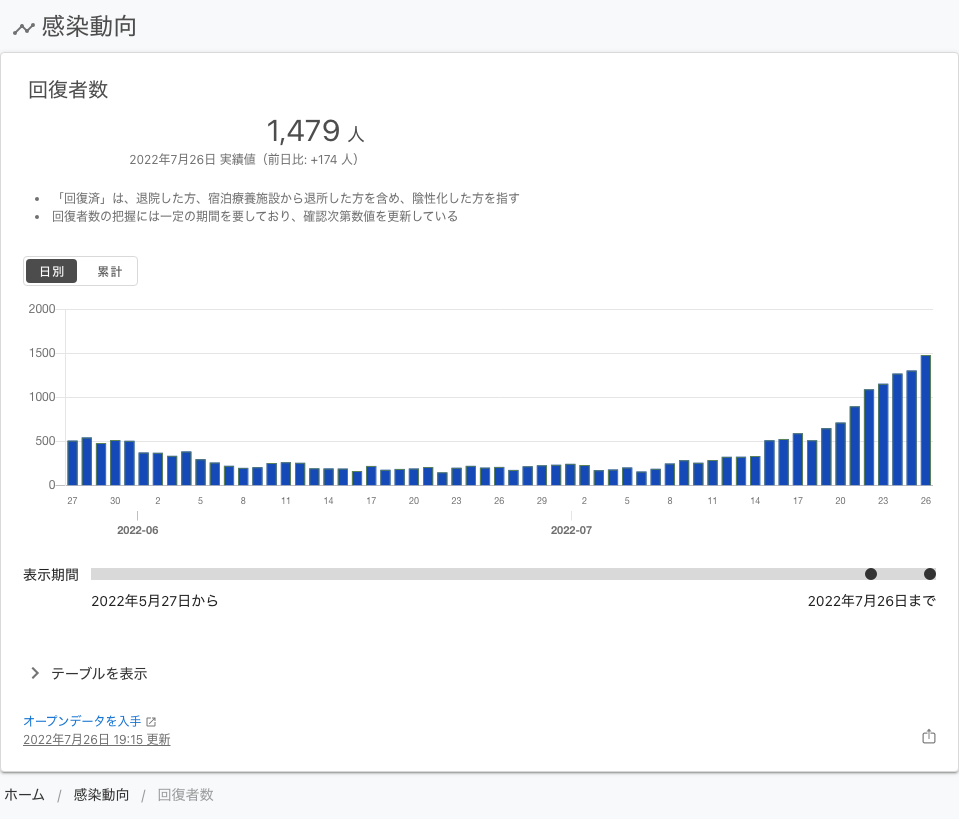 感染動向
回復者数
1,479 人
2022年7月26日 実績値（前日比: +174 人）
「回復済」は、退院した方、宿泊療養施設から退所した方を含め、陰性化した方を指す
回復者数の把握には一定の期間を要しており、確認次第数値を更新している
日別 累計
2000
1500
1000
500
0
27 30 2 5 8 11 14 17 20 23 26 29 2 5 8 11 14 17 20 23 26
2022-06 2022-07
表示期間
2022年5月27日から 2022年7月26日まで
テーブルを表示
オープンデータを入手
2022年7月26日 19:15 更新
ホーム / 感染動向 / 回復者数